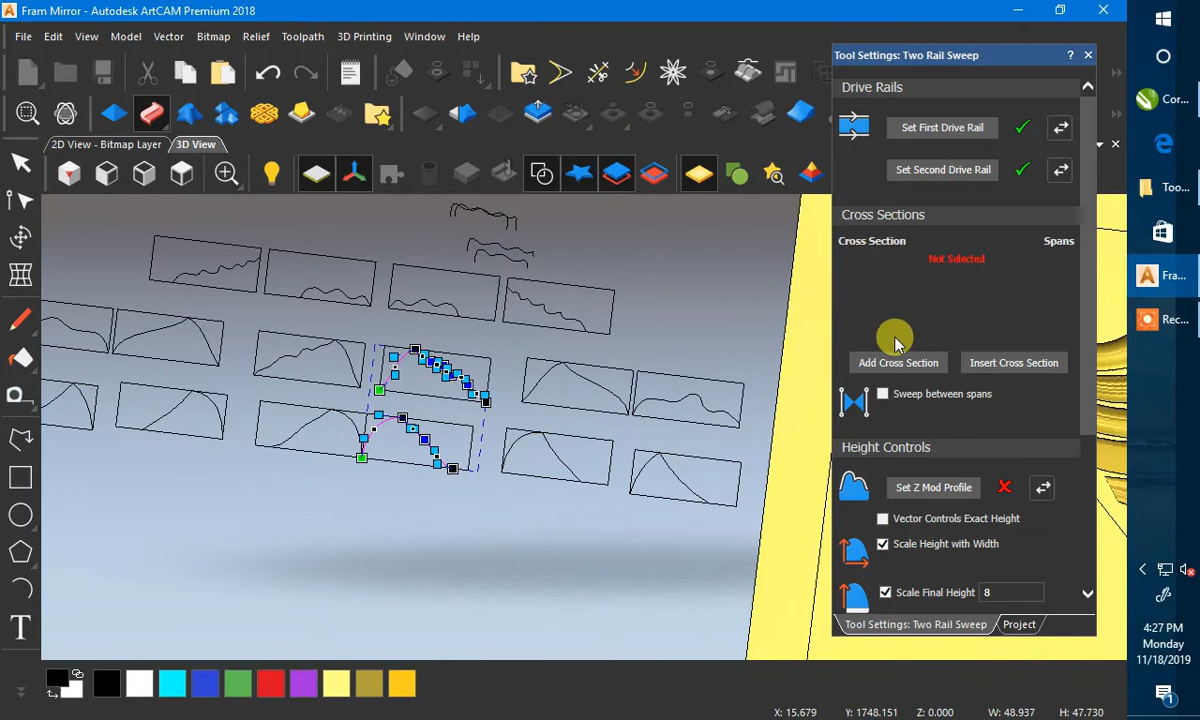 Fram Mirror - Autodesk ArtCAM Premium 2018
File Edit View Model Vector Bitmap Relief Toolpath 3D Printing Window Help
2D View - Bitmap Layer
3D View
T
Tool Settings: Two Rail Sweep
?
Drive Rails
Set First Drive Rail
Set Second Drive Rail
Cross Sections
Cross Section Spans
Not Selected
Add Cross Section
Insert Cross Section
Sweep between spans
Height Controls
Set Z Mod Profile
Vector Controls Exact Height
Scale Height with Width
Scale Final Height 8
Tool Settings: Two Rail Sweep
Project
X: 15.679 Y: 1748.151 Z: 0.000 W: 48.937 H: 47.730
Cor...
Too...
Fra...
Rec...
4:27 PM
Monday
11/18/2019
1